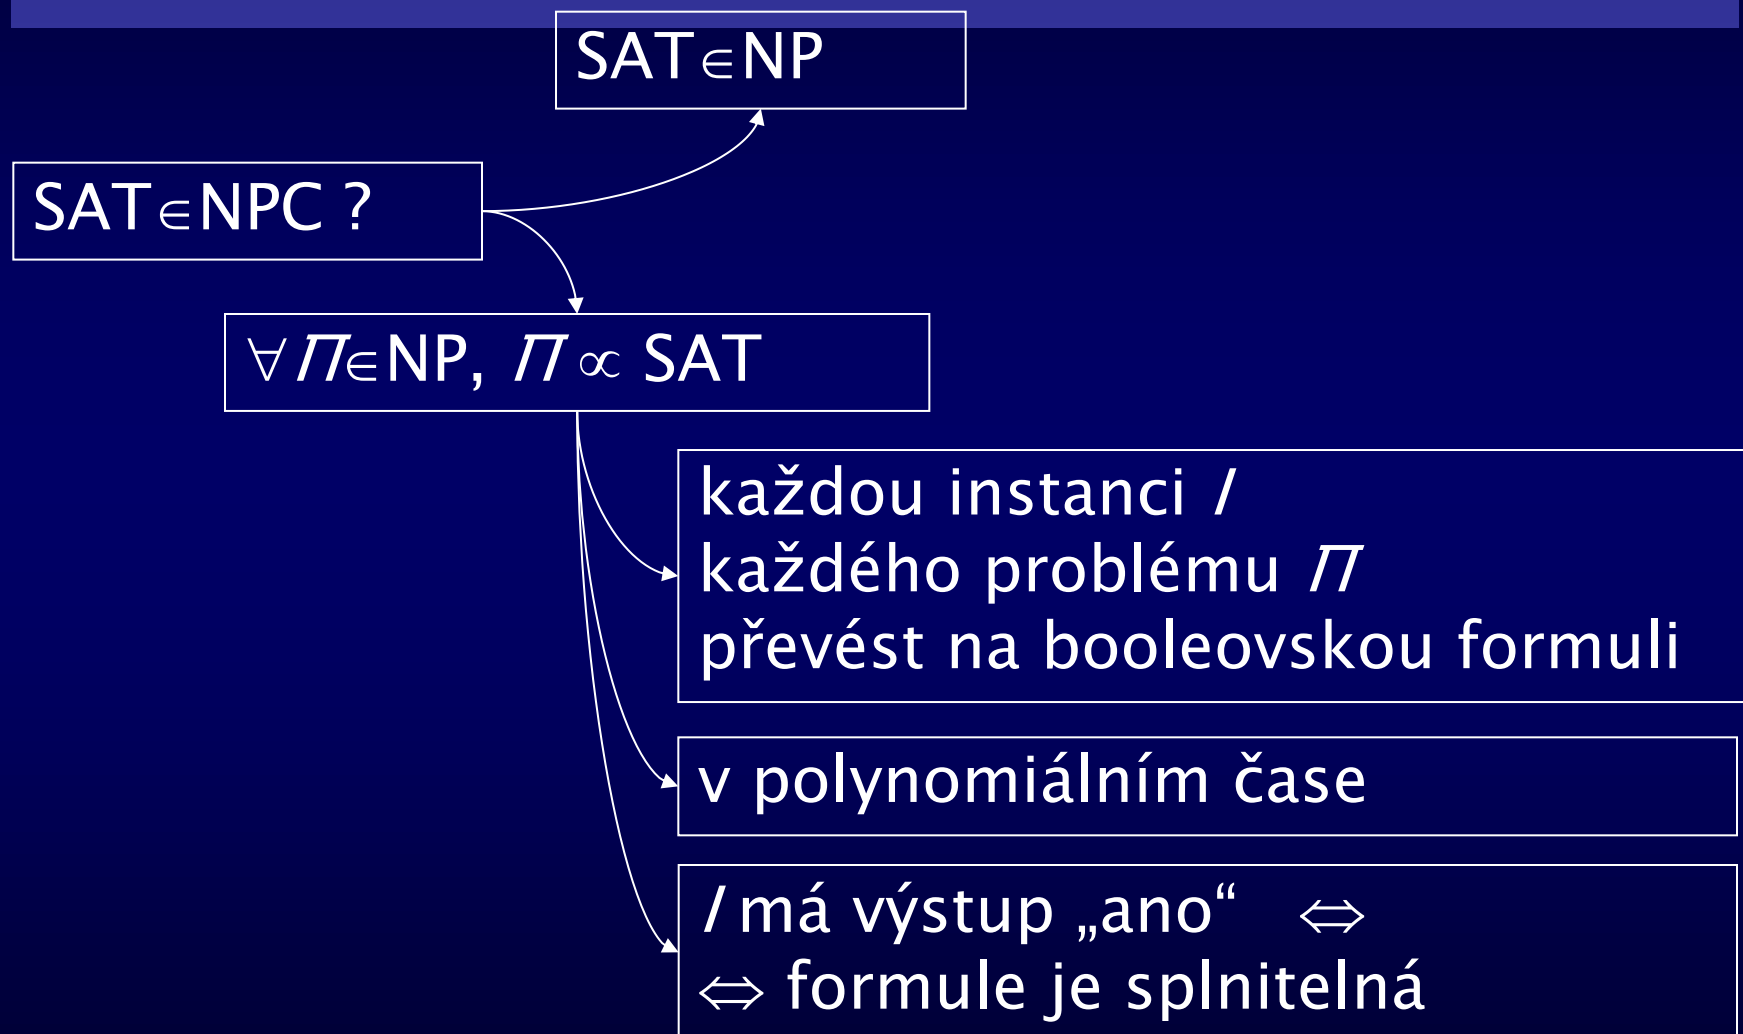 SAT∈NP
SAT∈NPC ?
∀Π∈NP, Π ∝ SAT
každou instanci I
každého problému Π
převést na booleovskou formuli
v polynomiálním čase
I má výstup „ano“ ⇔
⇔ formule je splnitelná